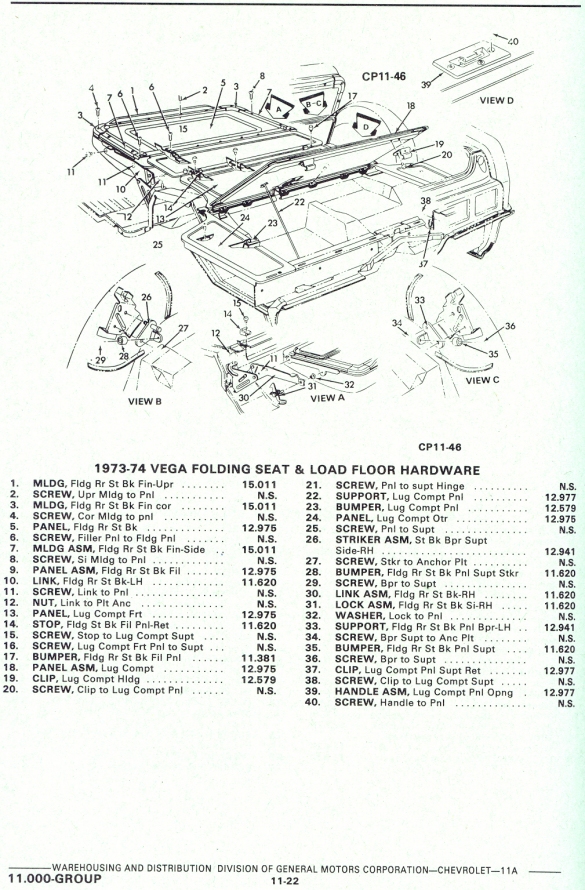 CP11-46
40
39
VIEW D
4
7
6
1
6
2
5
3
8
7
17
18
A
B-C
D
3
15
19
20
11
11
10
12
14
13
22
24
23
25
38
37
26
27
29
28
VIEW B
15
14
12
11
30
31
32
VIEW A
33
34
36
35
VIEW C
CP11-46
1973-74 VEGA FOLDING SEAT & LOAD FLOOR HARDWARE
1. MLDG, Fldg Rr St Bk Fin-Upr ........ 15.011
2. SCREW, Upr Mldg to Pnl .......... N.S.
3. MLDG, Fldg Rr St Bk Fin cor ....... 15.011
4. SCREW, Cor Mldg to pnl .......... N.S.
5. PANEL, Fldg Rr St Bk ............. 12.975
6. SCREW, Filler Pnl to Fldg Pnl ...... N.S.
7. MLDG ASM, Fldg Rr St Bk Fin-Side .. 15.011
8. SCREW, Si Mldg to Pnl ............ N.S.
9. PANEL ASM, Fldg Rr St Bk Fil ...... 12.975
10. LINK, Fldg Rr St Bk-LH ............ 11.620
11. SCREW, Link to Pnl ............... N.S.
12. NUT, Link to Plt Anc .............. N.S.
13. PANEL, Lug Compt Frt ............ 12.975
14. STOP, Fldg St Bk Fil Pnl-Ret ....... 11.620
15. SCREW, Stop to Lug Compt Supt ... N.S.
16. SCREW, Lug Compt Frt Pnl to Supt ... N.S.
17. BUMPER, Fldg Rr St Bk Fil Pnl ..... 11.381
18. PANEL ASM, Lug Compt .......... 12.975
19. CLIP, Lug Compt Hldg ............. 12.579
20. SCREW, Clip to Lug Compt Pnl ..... N.S.
21. SCREW, Pnl to supt Hinge .......... N.S.
22. SUPPORT, Lug Compt Pnl ......... 12.977
23. BUMPER, Lug Compt Pnl .......... 12.579
24. PANEL, Lug Compt Otr ............ 12.975
25. SCREW, Pnl to Supt .............. N.S.
26. STRIKER ASM, St Bk Bpr Supt
Side-RH ........................ 12.941
27. SCREW, Stkr to Anchor Plt ......... N.S.
28. BUMPER, Fldg Rr St Bk Pnl Supt Stkr 11.620
29. SCREW, Bpr to Supt .............. N.S.
30. LINK ASM, Fldg Rr St Bk-RH ....... 11.620
31. LOCK ASM, Fldg Rr St Bk Si-RH .... 11.620
32. WASHER, Lock to Pnl ............. N.S.
33. SUPPORT, Fldg Rr St Bk Pnl Bpr-LH .. 12.941
34. SCREW, Bpr Supt to Anc Plt ....... N.S.
35. BUMPER, Fldg Rr St Bk Pnl Supt .... 11.620
36. SCREW, Bpr to Supt .............. N.S.
37. CLIP, Lug Compt Pnl Supt Ret ...... 12.977
38. SCREW, Clip to Lug Compt Supt ..... N.S.
39. HANDLE ASM, Lug Compt Pnl Opng . 12.977
40. SCREW, Handle to Pnl ............. N.S.
WAREHOUSING AND DISTRIBUTION DIVISION OF GENERAL MOTORS CORPORATION—CHEVROLET—11A
11.000-GROUP
11-22